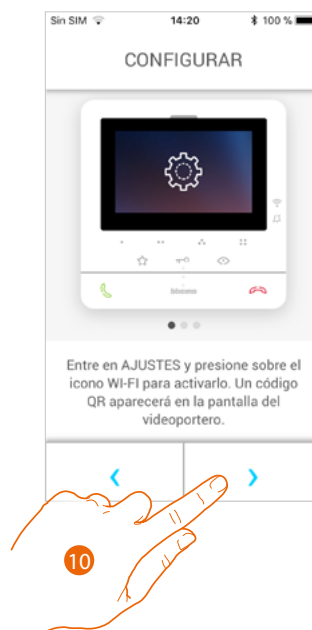 Sin SIM 14:20 100 %
CONFIGURAR
bticino
Entre en AJUSTES y presione sobre el
icono WI-FI para activarlo. Un código
QR aparecerá en la pantalla del
videoportero.
10